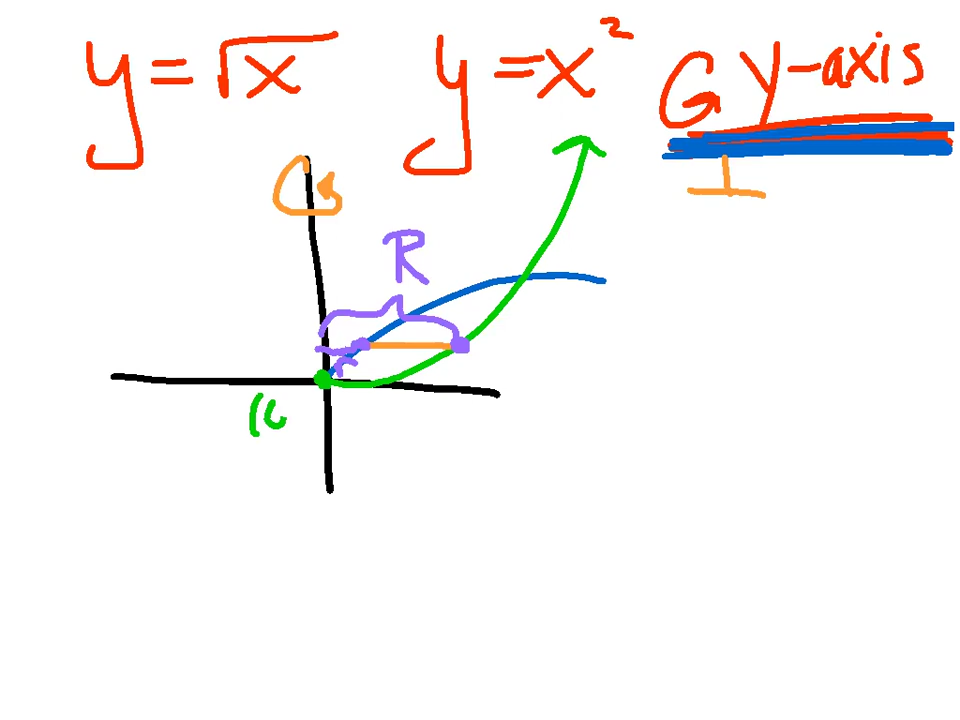 y = √x y = x² y-axis
R
r